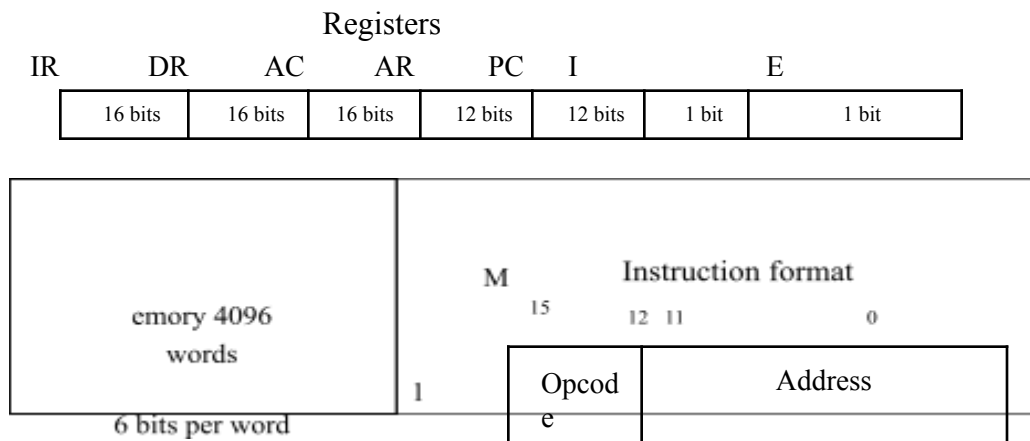 Registers
IR DR AC AR PC I E
16 bits 16 bits 16 bits 12 bits 12 bits 1 bit 1 bit
M
Instruction format
15 12 11 0
emory 4096
words
Opcod
e
Address
1
6 bits per word